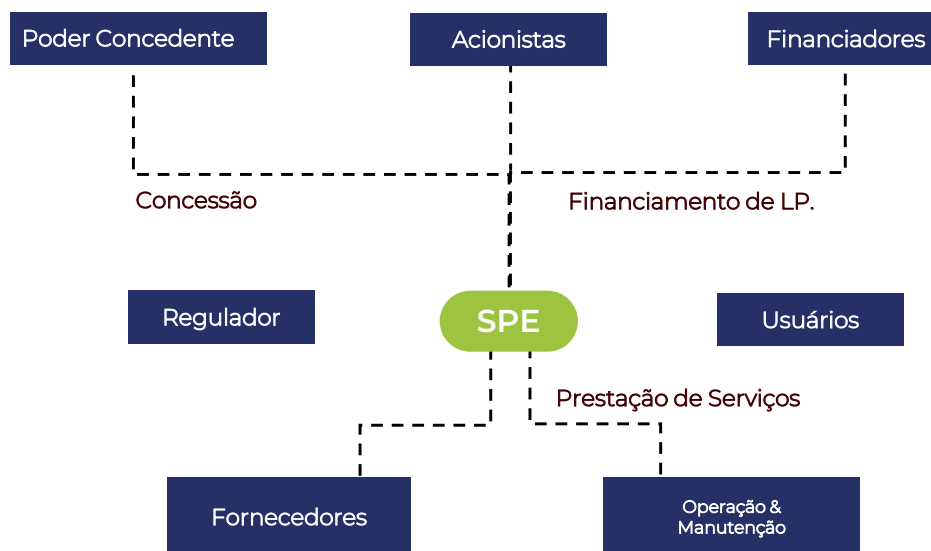 Poder Concedente
Acionistas
Financiadores
Concessão
Financiamento de LP.
Regulador
SPE
Usuários
Prestação de Serviços
Fornecedores
Operação &
Manutenção